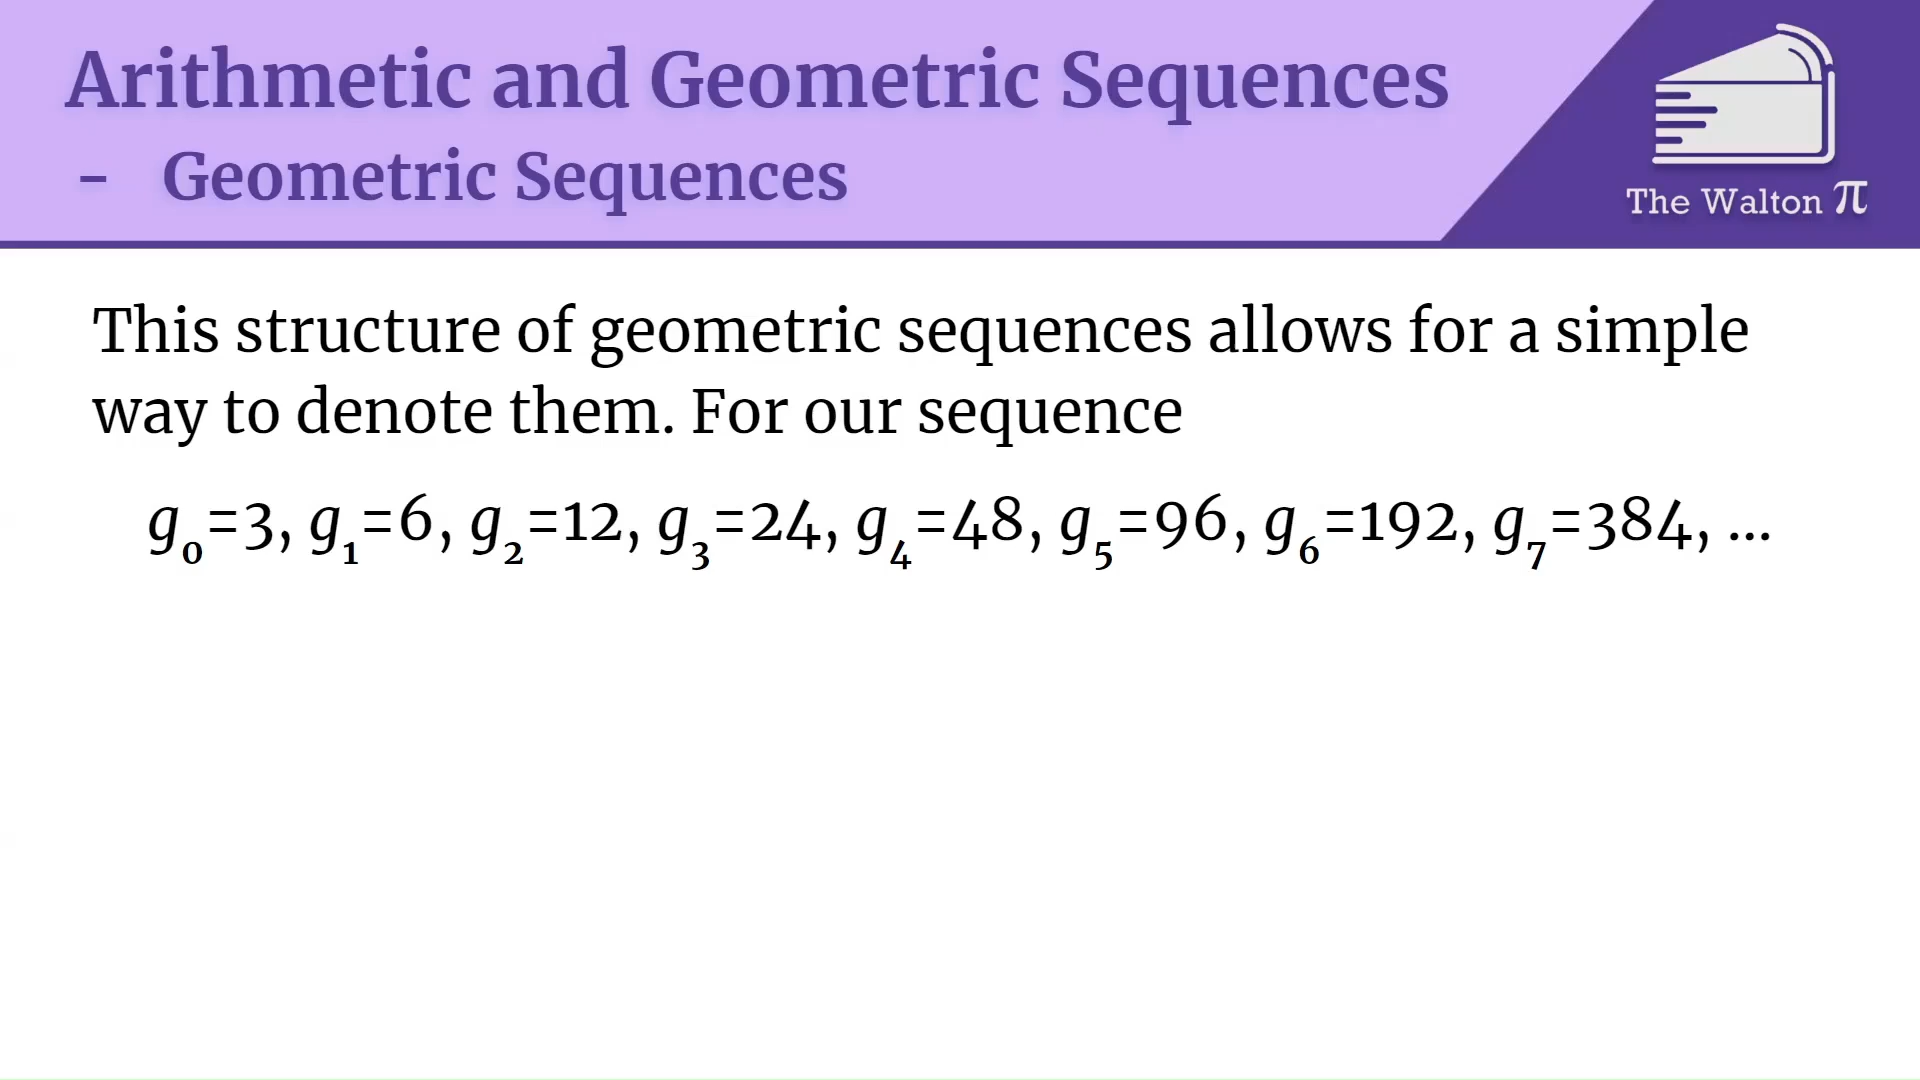 Arithmetic and Geometric Sequences
- Geometric Sequences
The Walton π
This structure of geometric sequences allows for a simple
way to denote them. For our sequence
g₀=3, g₁=6, g₂=12, g₃=24, g₄=48, g₅=96, g₆=192, g₇=384, ...